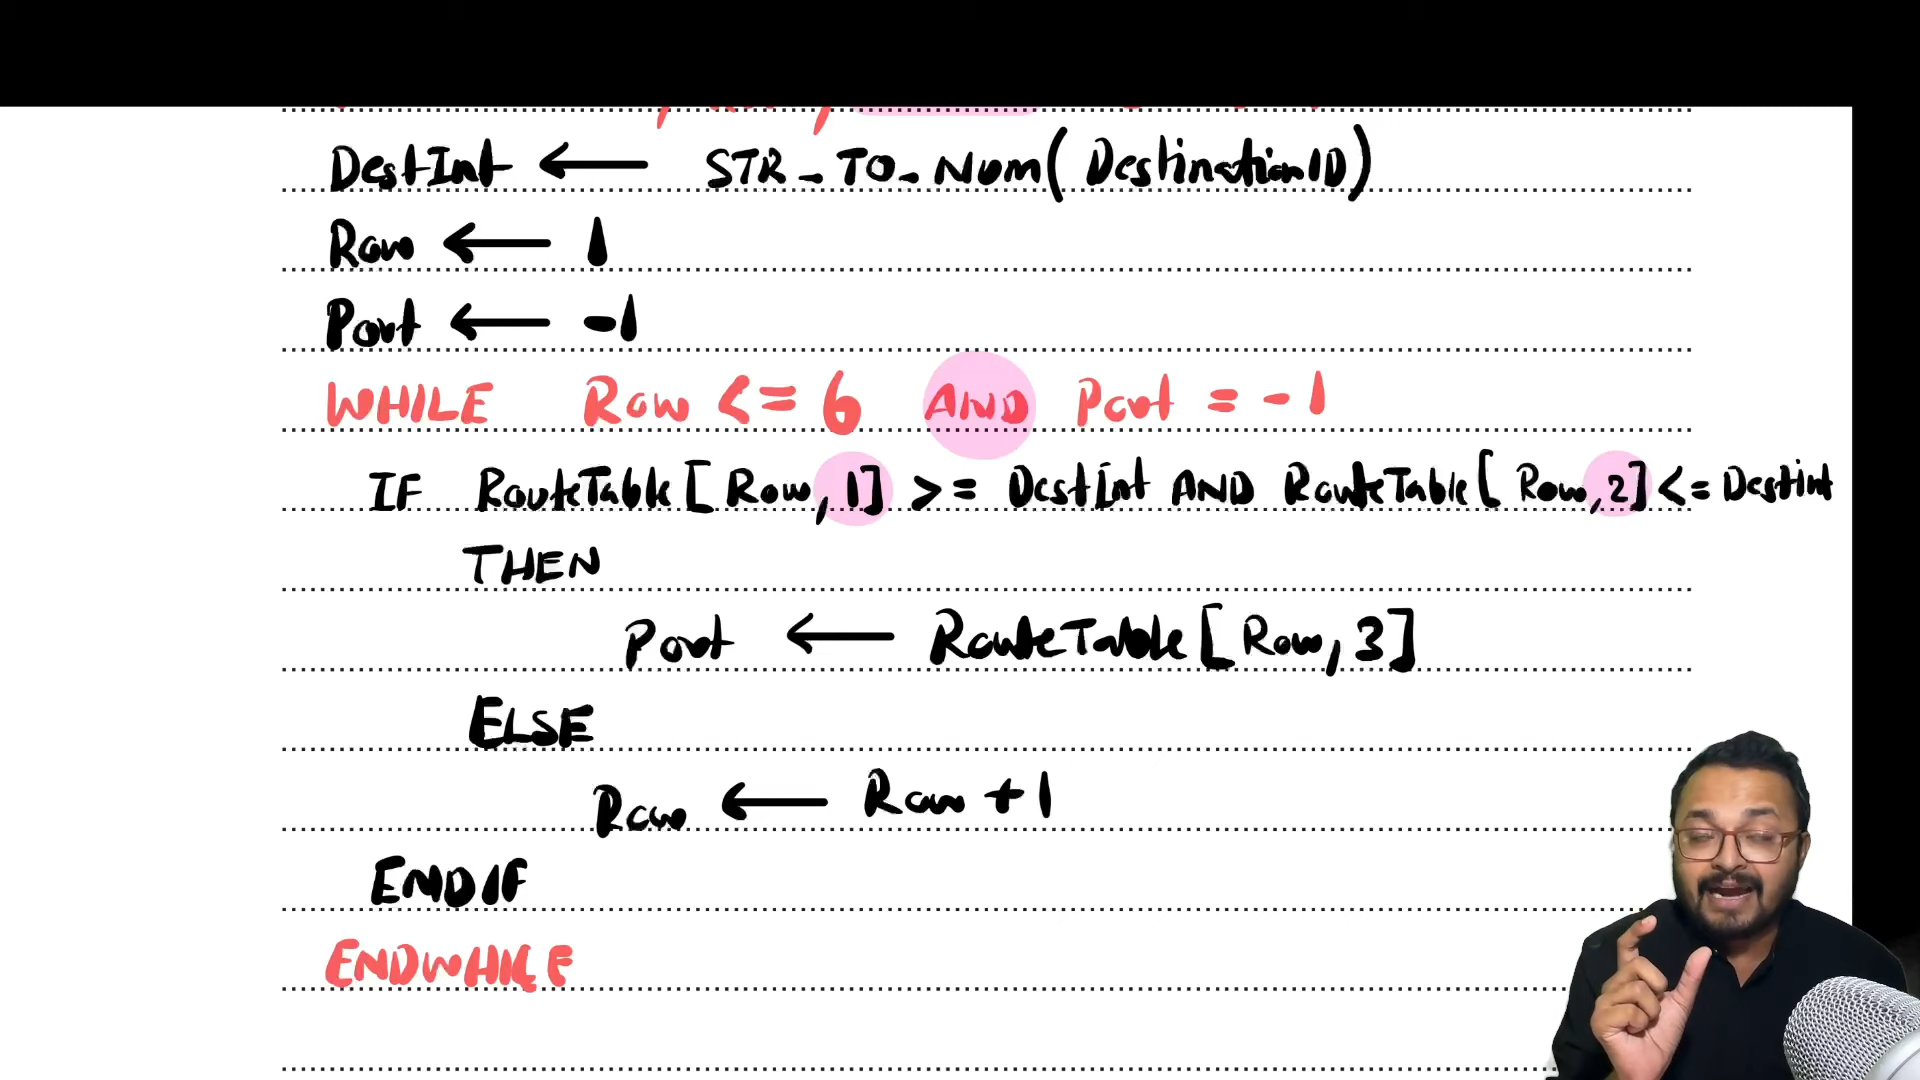 DestInt ← STR_TO_NUM(DestinationID)
Row ← 1
Port ← -1
WHILE Row <= 6 AND Port = -1
IF RouteTable[Row,1] >= DestInt AND RouteTable[Row,2] <= Destint
THEN
Port ← RouteTable[Row,3]
ELSE
Row ← Row + 1
ENDIF
ENDWHILE